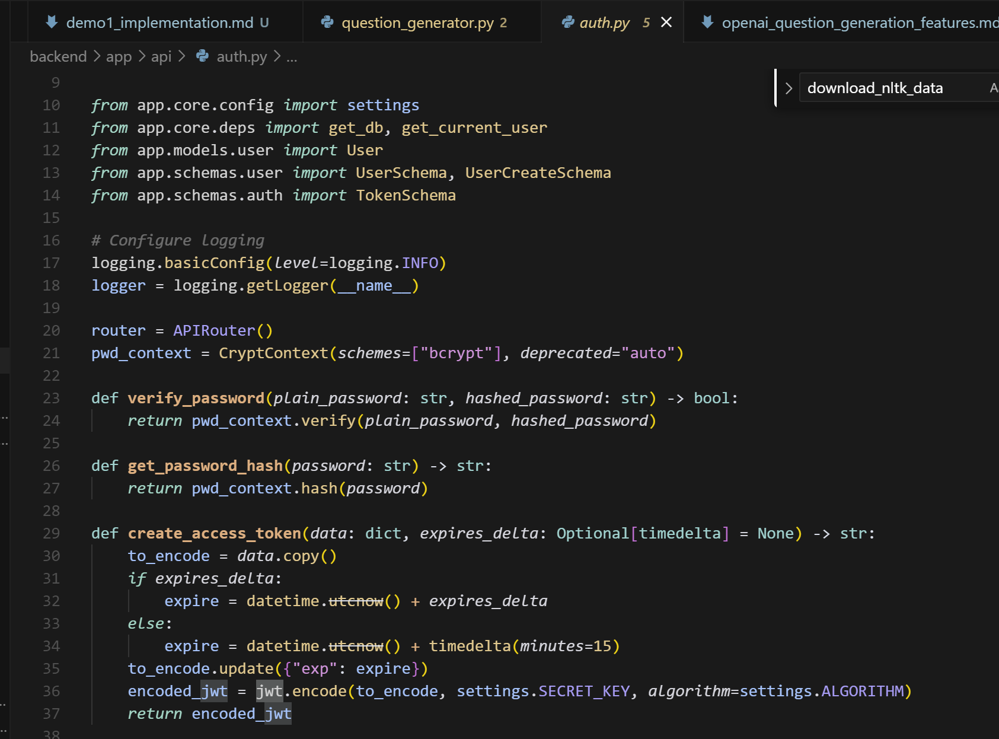 demo1_implementation.md U
question_generator.py 2
auth.py 5
openai_question_generation_features.md
backend > app > api > auth.py > ...
download_nltk_data
9
10 from app.core.config import settings
11 from app.core.deps import get_db, get_current_user
12 from app.models.user import User
13 from app.schemas.user import UserSchema, UserCreateSchema
14 from app.schemas.auth import TokenSchema
15
16 # Configure logging
17 logging.basicConfig(level=logging.INFO)
18 logger = logging.getLogger(__name__)
19
20 router = APIRouter()
21 pwd_context = CryptContext(schemes=["bcrypt"], deprecated="auto")
22
23 def verify_password(plain_password: str, hashed_password: str) -> bool:
24     return pwd_context.verify(plain_password, hashed_password)
25
26 def get_password_hash(password: str) -> str:
27     return pwd_context.hash(password)
28
29 def create_access_token(data: dict, expires_delta: Optional[timedelta] = None) -> str:
30     to_encode = data.copy()
31     if expires_delta:
32         expire = datetime.utcnow() + expires_delta
33     else:
34         expire = datetime.utcnow() + timedelta(minutes=15)
35     to_encode.update({"exp": expire})
36     encoded_jwt = jwt.encode(to_encode, settings.SECRET_KEY, algorithm=settings.ALGORITHM)
37     return encoded_jwt
38